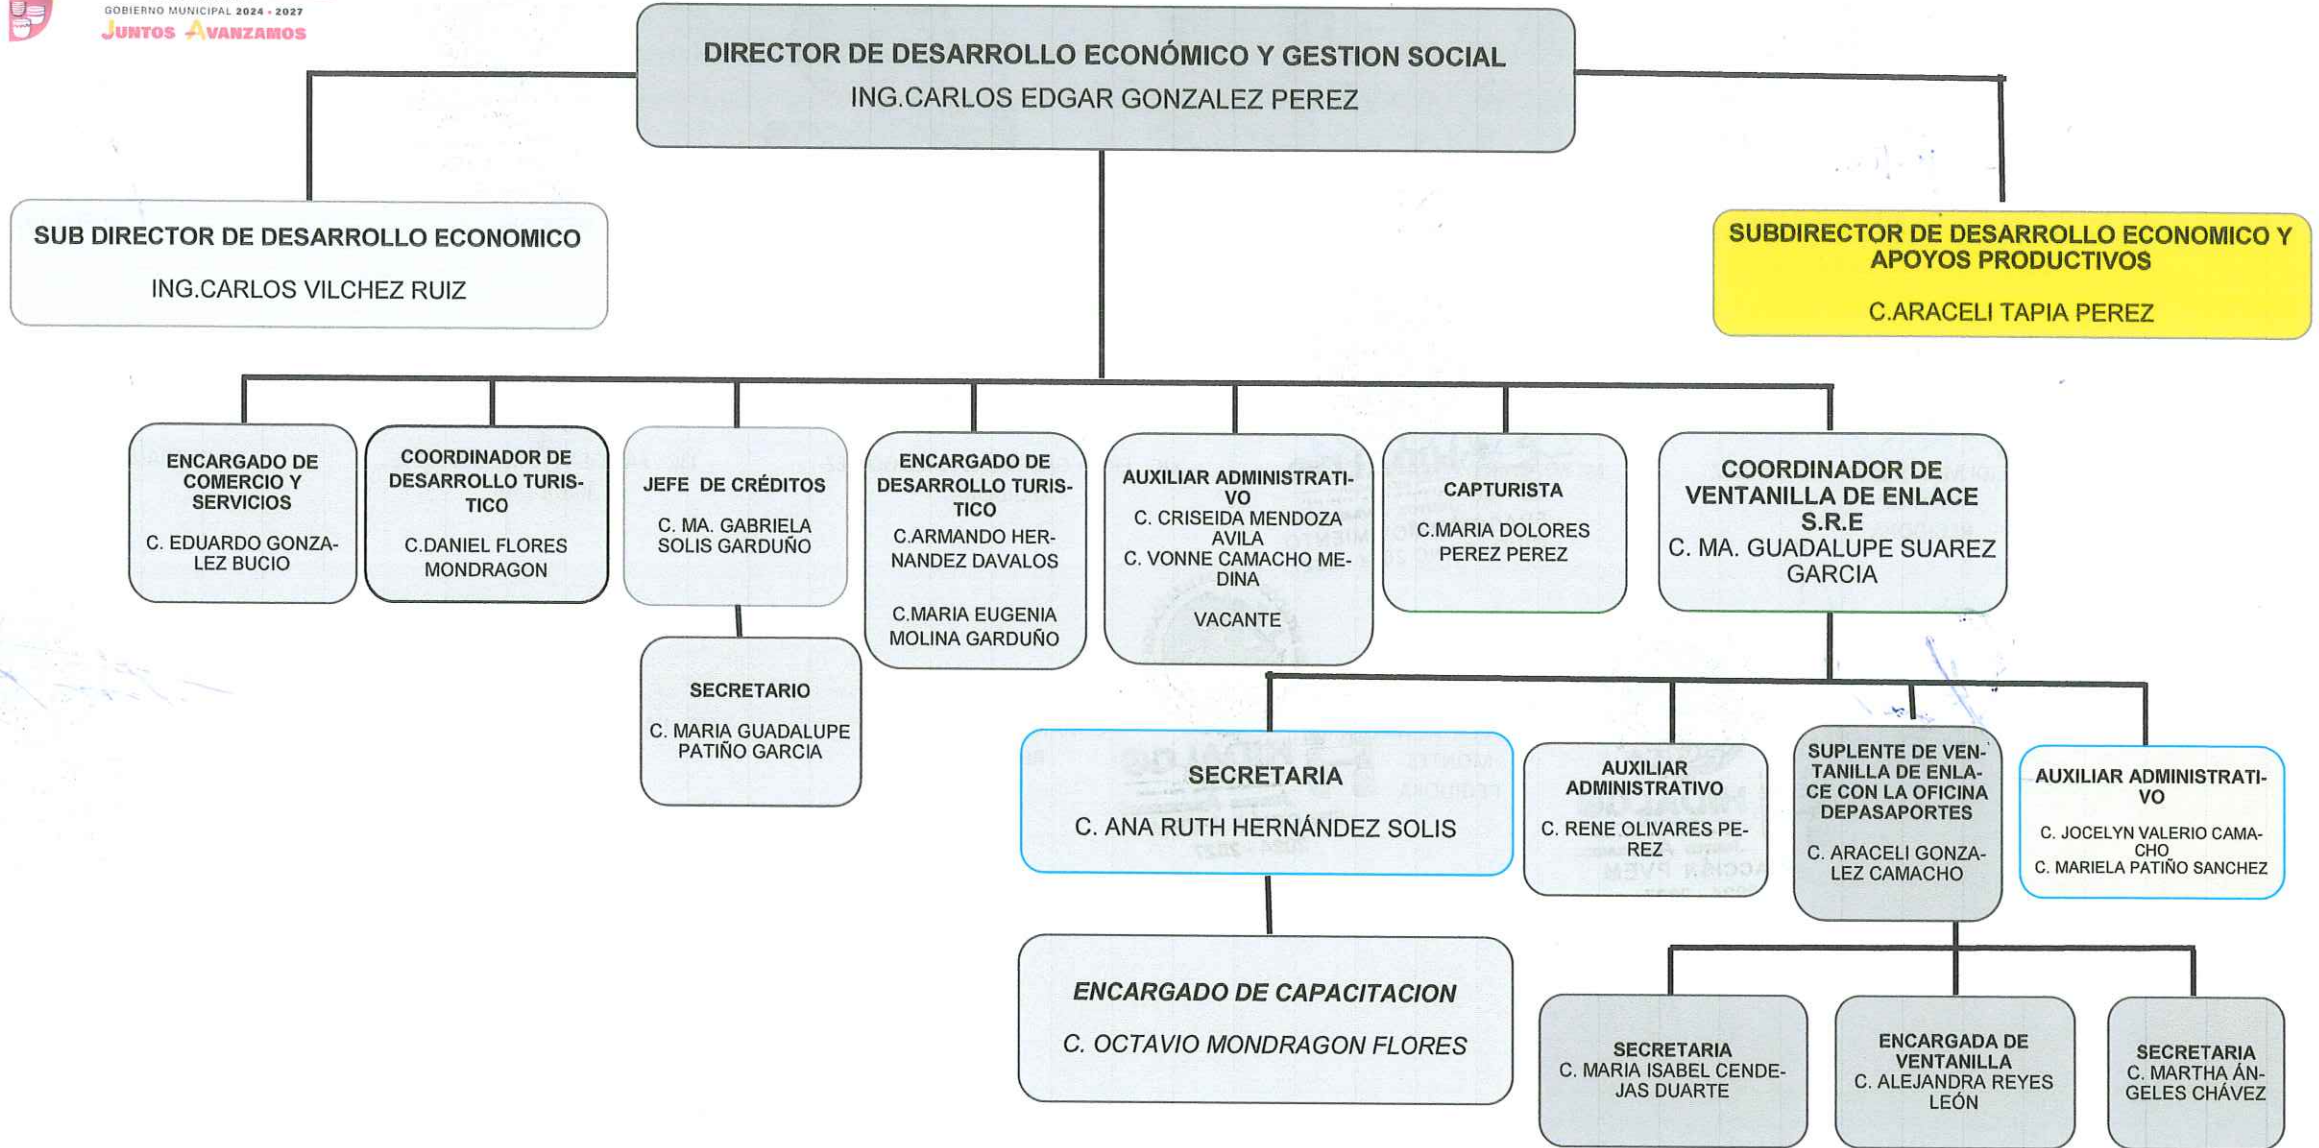 GOBIERNO MUNICIPAL 2024 - 2027
JUNTOS AVANZAMOS
DIRECTOR DE DESARROLLO ECONÓMICO Y GESTION SOCIAL
ING.CARLOS EDGAR GONZALEZ PEREZ
SUB DIRECTOR DE DESARROLLO ECONOMICO
ING.CARLOS VILCHEZ RUIZ
SUBDIRECTOR DE DESARROLLO ECONOMICO Y
APOYOS PRODUCTIVOS
C.ARACELI TAPIA PEREZ
ENCARGADO DE
COMERCIO Y
SERVICIOS
C. EDUARDO GONZA-
LEZ BUCIO
COORDINADOR DE
DESARROLLO TURIS-
TICO
C.DANIEL FLORES
MONDRAGON
JEFE DE CRÉDITOS
C. MA. GABRIELA
SOLIS GARDUÑO
ENCARGADO DE
DESARROLLO TURIS-
TICO
C.ARMANDO HER-
NANDEZ DAVALOS
C.MARIA EUGENIA
MOLINA GARDUÑO
AUXILIAR ADMINISTRATI-
VO
C. CRISEIDA MENDOZA
AVILA
C. VONNE CAMACHO ME-
DINA
VACANTE
CAPTURISTA
C.MARIA DOLORES
PEREZ PEREZ
COORDINADOR DE
VENTANILLA DE ENLACE
S.R.E
C. MA. GUADALUPE SUAREZ
GARCIA
SECRETARIO
C. MARIA GUADALUPE
PATIÑO GARCIA
SECRETARIA
C. ANA RUTH HERNÁNDEZ SOLIS
AUXILIAR
ADMINISTRATIVO
C. RENE OLIVARES PE-
REZ
SUPLENTE DE VEN-
TANILLA DE ENLA-
CE CON LA OFICINA
DEPASAPORTES
C. ARACELI GONZA-
LEZ CAMACHO
AUXILIAR ADMINISTRATI-
VO
C. JOCELYN VALERIO CAMA-
CHO
C. MARIELA PATIÑO SANCHEZ
ENCARGADO DE CAPACITACION
C. OCTAVIO MONDRAGON FLORES
SECRETARIA
C. MARIA ISABEL CENDE-
JAS DUARTE
ENCARGADA DE
VENTANILLA
C. ALEJANDRA REYES
LEÓN
SECRETARIA
C. MARTHA ÁN-
GELES CHÁVEZ